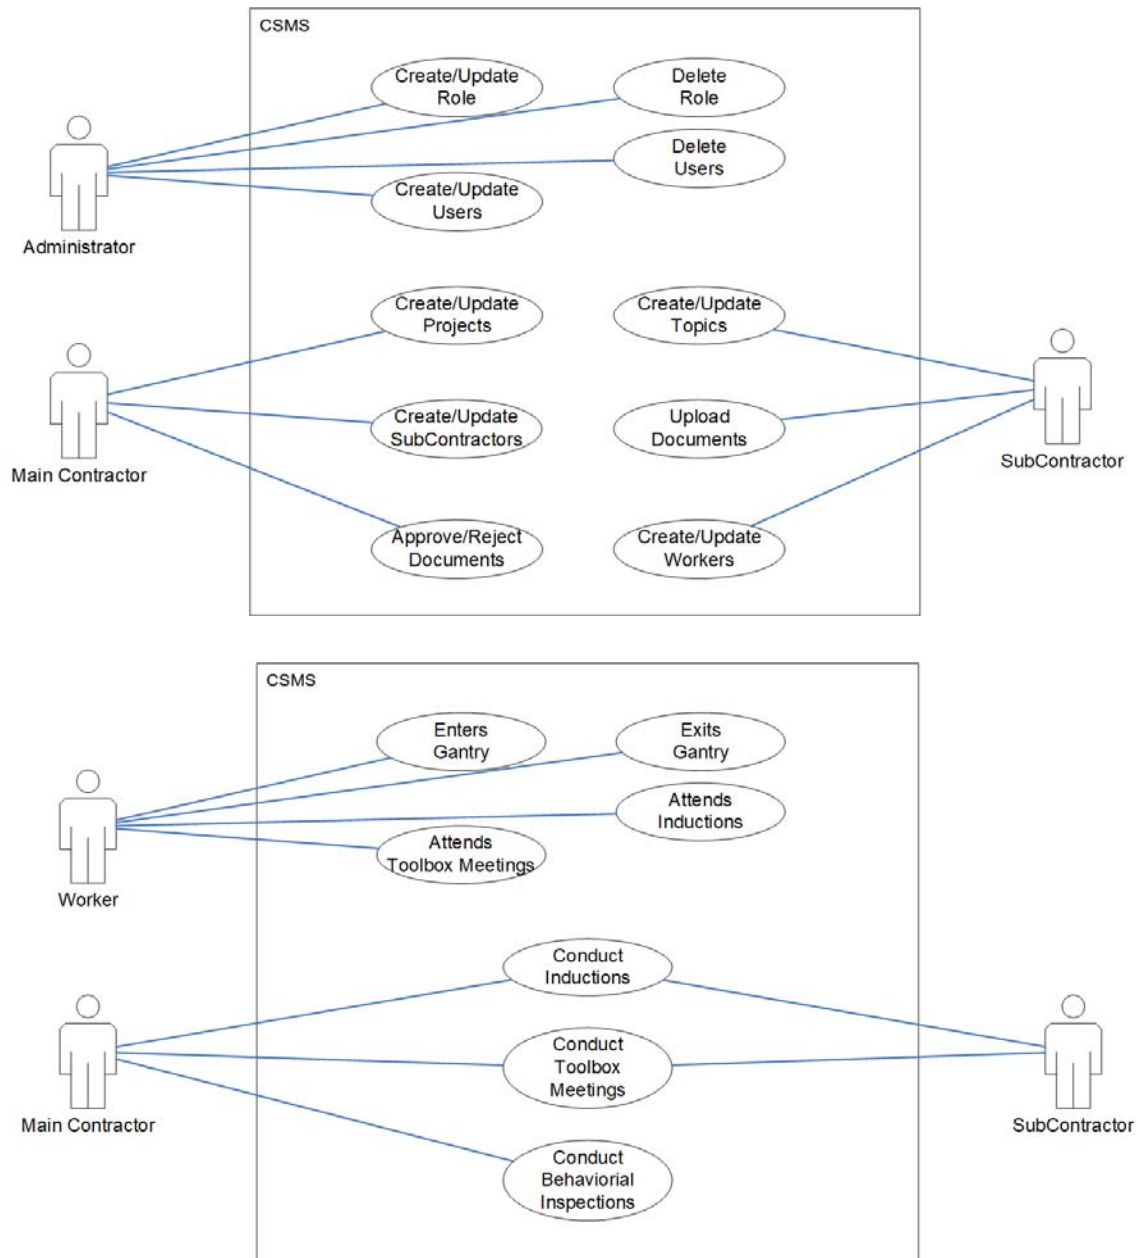 CSMS
Create/Update
Role
Delete
Role
Delete
Users
Create/Update
Users
Administrator
Create/Update
Projects
Create/Update
Topics
Create/Update
SubContractors
Upload
Documents
Main Contractor
SubContractor
Approve/Reject
Documents
Create/Update
Workers
CSMS
Enters
Gantry
Exits
Gantry
Attends
Inductions
Attends
Toolbox Meetings
Worker
Conduct
Inductions
Conduct
Toolbox
Meetings
Main Contractor
SubContractor
Conduct
Behaviorial
Inspections